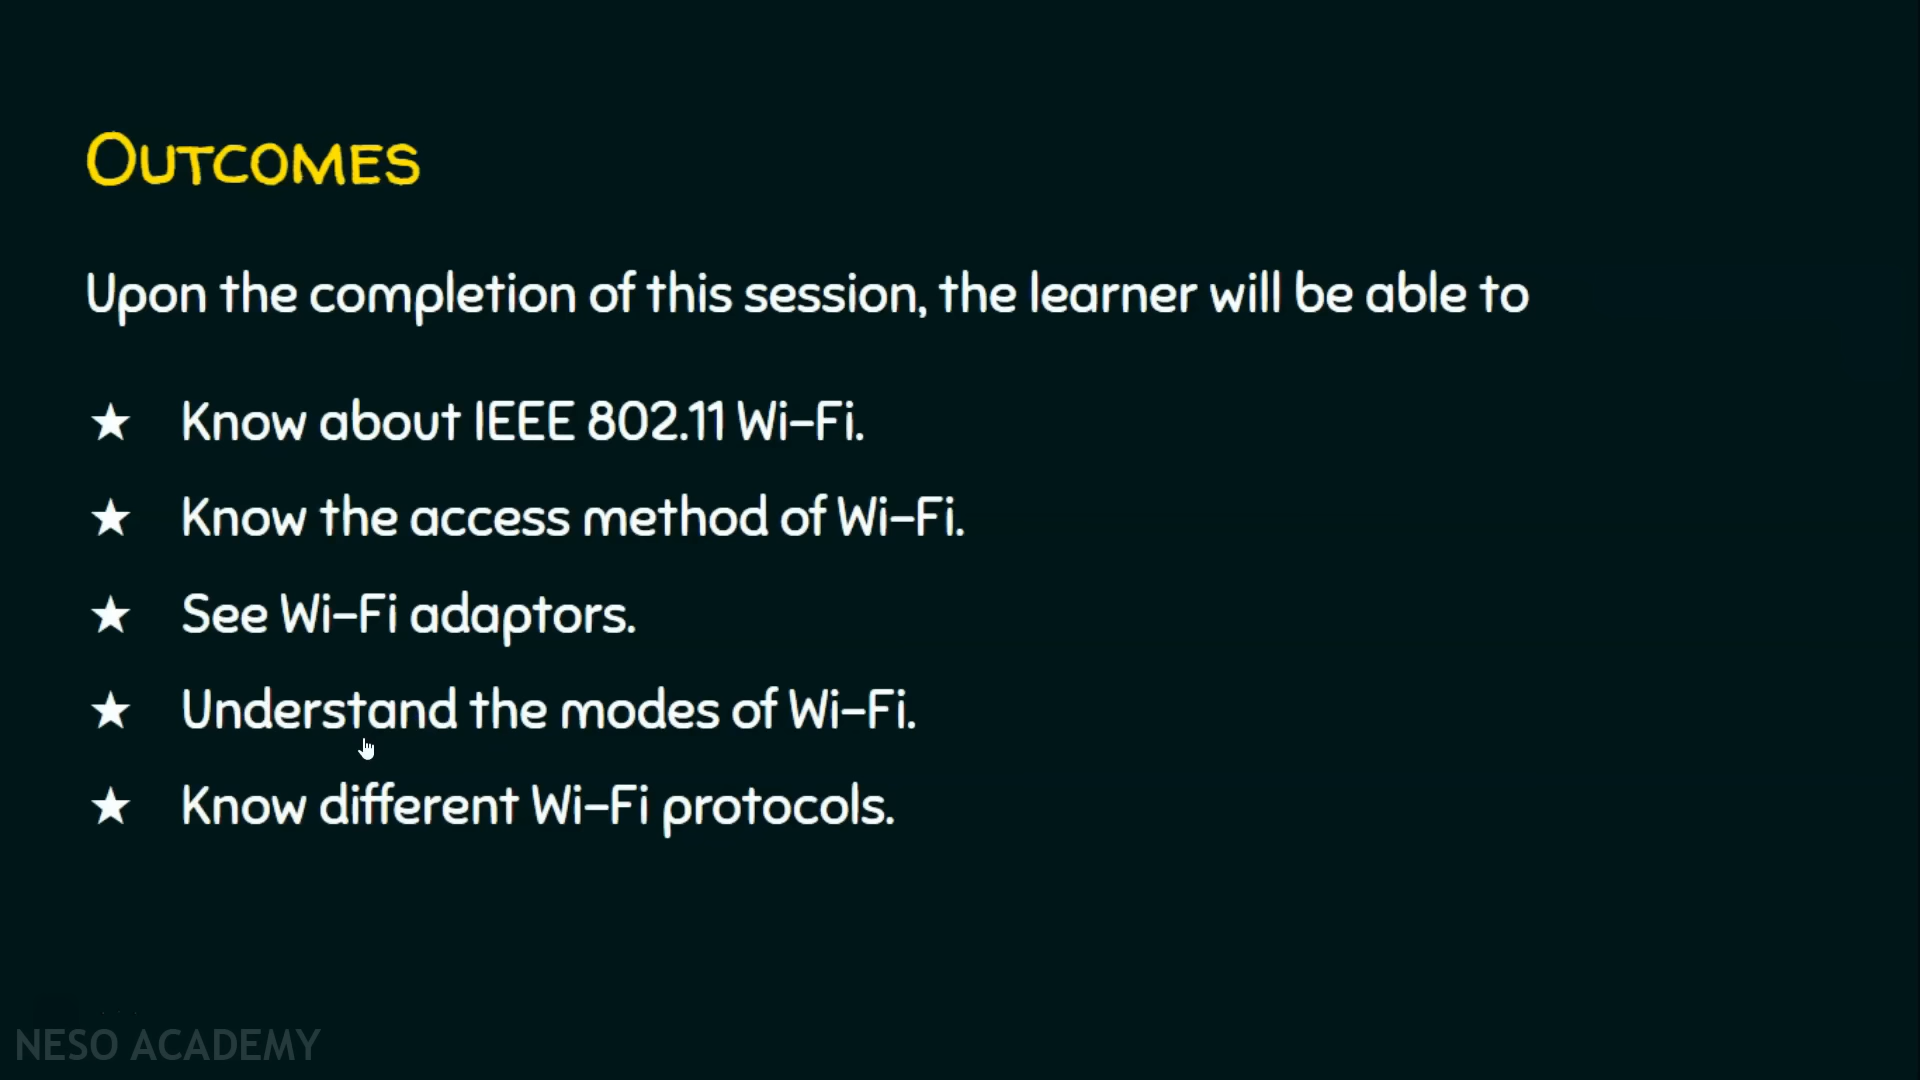 OUTCOMES
Upon the completion of this session, the learner will be able to
★ Know about IEEE 802.11 Wi-Fi.
★ Know the access method of Wi-Fi.
★ See Wi-Fi adaptors.
★ Understand the modes of Wi-Fi.
★ Know different Wi-Fi protocols.
NESO ACADEMY